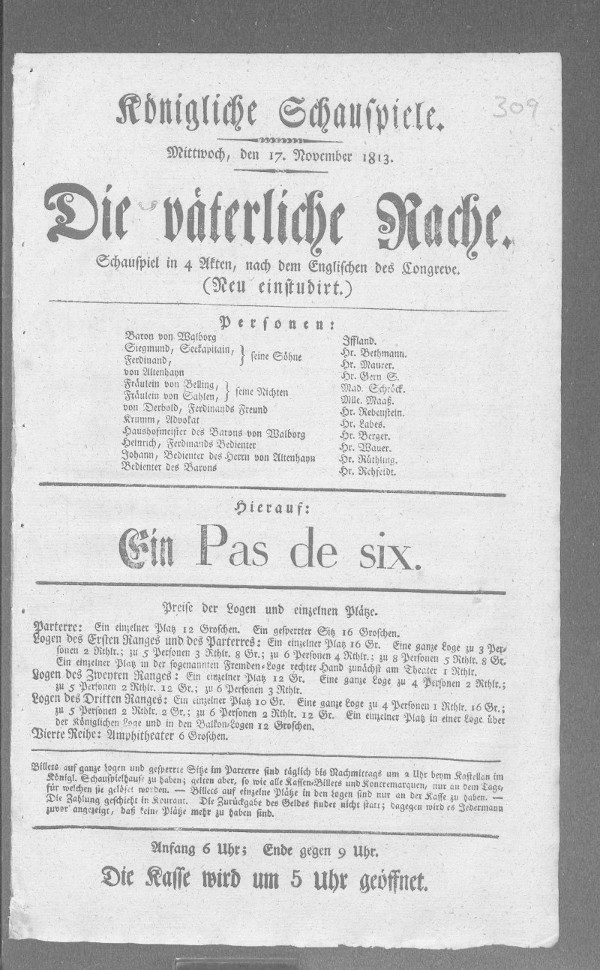 309
Königliche Schauspiele.
Mittwoch, den 17. November 1813.
Die väterliche Rache.
Schauspiel in 4 Akten, nach dem Englischen des Congreve.
(Neu einstudirt.)
Personen:
Baron von Walborg Iffland.
Siegmund, Seekapitain, } seine Söhne Hr. Bethmann.
Ferdinand, Hr. Maurer.
von Altenhayn Hr. Gern S.
Fräulein von Belling, } seine Nichten Mad. Schröck.
Fräulein von Sahlen, Mlle. Maaß.
von Derbold, Ferdinands Freund Hr. Rebenstein.
Krumm, Advokat Hr. Labes.
Haushofmeister des Barons von Walborg Hr. Berger.
Heinrich, Ferdinands Bedienter Hr. Wauer.
Johann, Bedienter des Herrn von Altenhayn Hr. Rüthling.
Bedienter des Barons Hr. Rehfeldt.
Hierauf:
Ein Pas de six.
Preise der Logen und einzelnen Plätze.
Parterre: Ein einzelner Platz 12 Groschen. Ein gesperrter Sitz 16 Groschen.
Logen des Ersten Ranges und des Parterres: Ein einzelner Platz 16 Gr. Eine ganze Loge zu 3 Per-
sonen 2 Rthlr.; zu 5 Personen 3 Rthlr. 8 Gr.; zu 6 Personen 4 Rthlr.; zu 8 Personen 5 Rthlr. 8 Gr.
Ein einzelner Platz in der sogenannten Fremden-Loge rechter Hand zunächst am Theater 1 Rthlr.
Logen des Zweyten Ranges: Ein einzelner Platz 12 Gr. Eine ganze Loge zu 4 Personen 2 Rthlr.;
zu 5 Personen 2 Rthlr. 12 Gr.; zu 6 Personen 3 Rthlr.
Logen des Dritten Ranges: Ein einzelner Platz 10 Gr. Eine ganze Loge zu 4 Personen 1 Rthlr. 16 Gr.;
zu 5 Personen 2 Rthlr. 2 Gr.; zu 6 Personen 2 Rthlr. 12 Gr. Ein einzelner Platz in einer Loge über
der Königlichen Loge und in den Balkon-Logen 12 Groschen.
Vierte Reihe: Amphitheater 6 Groschen.
Billets auf ganze Logen und gesperrte Sitze im Parterre sind täglich bis Nachmittags um 2 Uhr beym Kastellan im
Königl. Schauspielhause zu haben; gelten aber, so wie alle Kassen-Billets und Kontremarquen, nur an dem Tage,
für welchen sie gelöset worden. — Billets auf einzelne Plätze in den Logen sind nur an der Kasse zu haben. —
Die Zahlung geschieht in Kourant. Die Zurückgabe des Geldes findet nicht statt; dagegen wird es Jedermann
zuvor angezeigt, daß keine Plätze mehr zu haben sind.
Anfang 6 Uhr; Ende gegen 9 Uhr.
Die Kasse wird um 5 Uhr geöffnet.